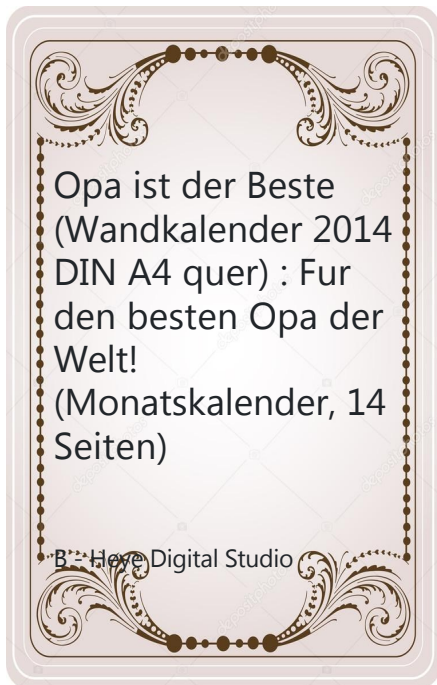 Opa ist der Beste
(Wandkalender 2014
DIN A4 quer) : Fur
den besten Opa der
Welt!
(Monatskalender, 14
Seiten)
B - Heye Digital Studio